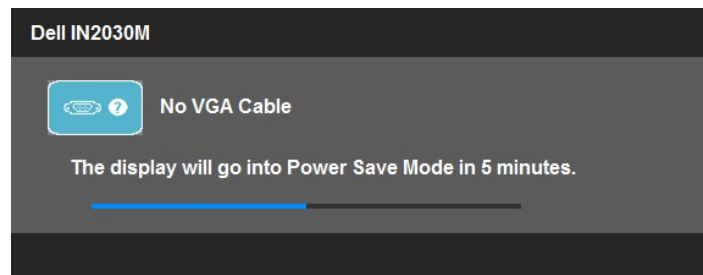 Dell IN2030M
?
No VGA Cable
The display will go into Power Save Mode in 5 minutes.